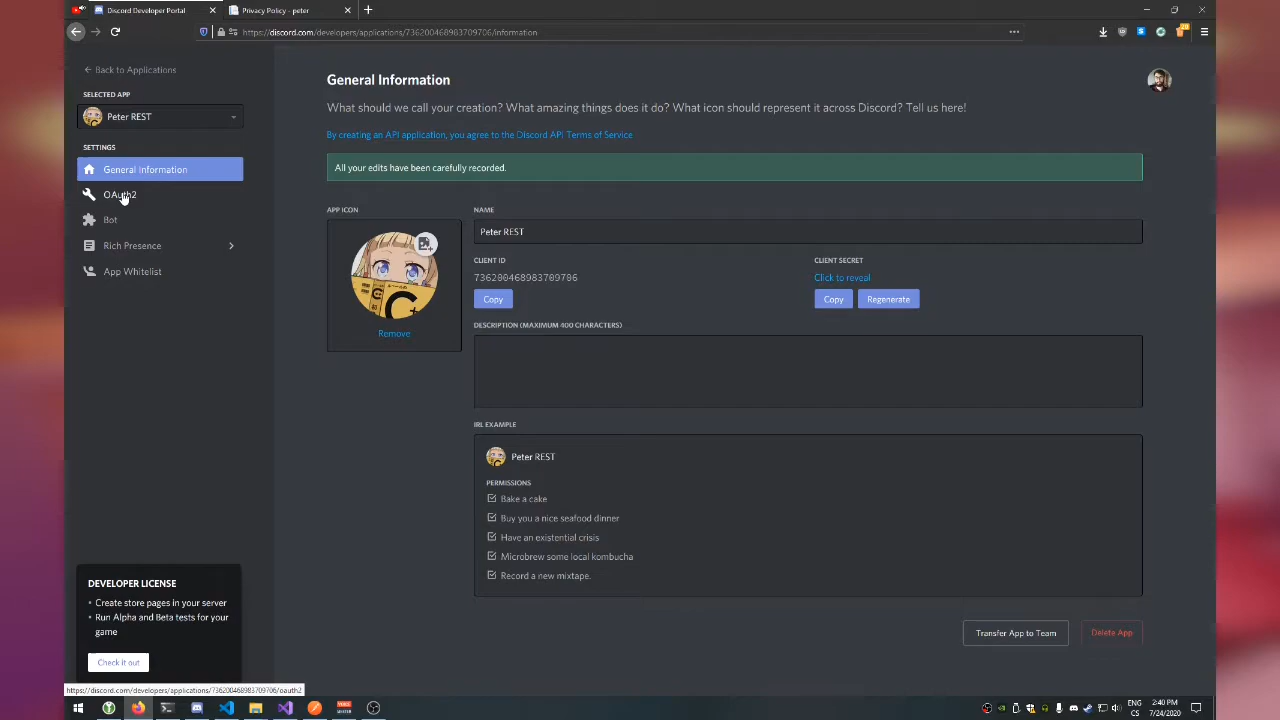 Discord Developer Portal
Privacy Policy - peter
https://discord.com/developers/applications/736200468983709706/information
Back to Applications
SELECTED APP
Peter REST
SETTINGS
General Information
OAuth2
Bot
Rich Presence
App Whitelist
DEVELOPER LICENSE
• Create store pages in your server
• Run Alpha and Beta tests for your
game
Check it out
General Information
What should we call your creation? What amazing things does it do? What icon should represent it across Discord? Tell us here!
By creating an API application, you agree to the Discord API Terms of Service
All your edits have been carefully recorded.
APP ICON
Remove
NAME
Peter REST
CLIENT ID
736200468983709706
Copy
CLIENT SECRET
Click to reveal
Copy Regenerate
DESCRIPTION (MAXIMUM 400 CHARACTERS)
IRL EXAMPLE
Peter REST
PERMISSIONS
Bake a cake
Buy you a nice seafood dinner
Have an existential crisis
Microbrew some local kombucha
Record a new mixtape.
Transfer App to Team Delete App
https://discord.com/developers/applications/736200468983709706/oauth2
ENG
CS
2:40 PM
7/24/2020